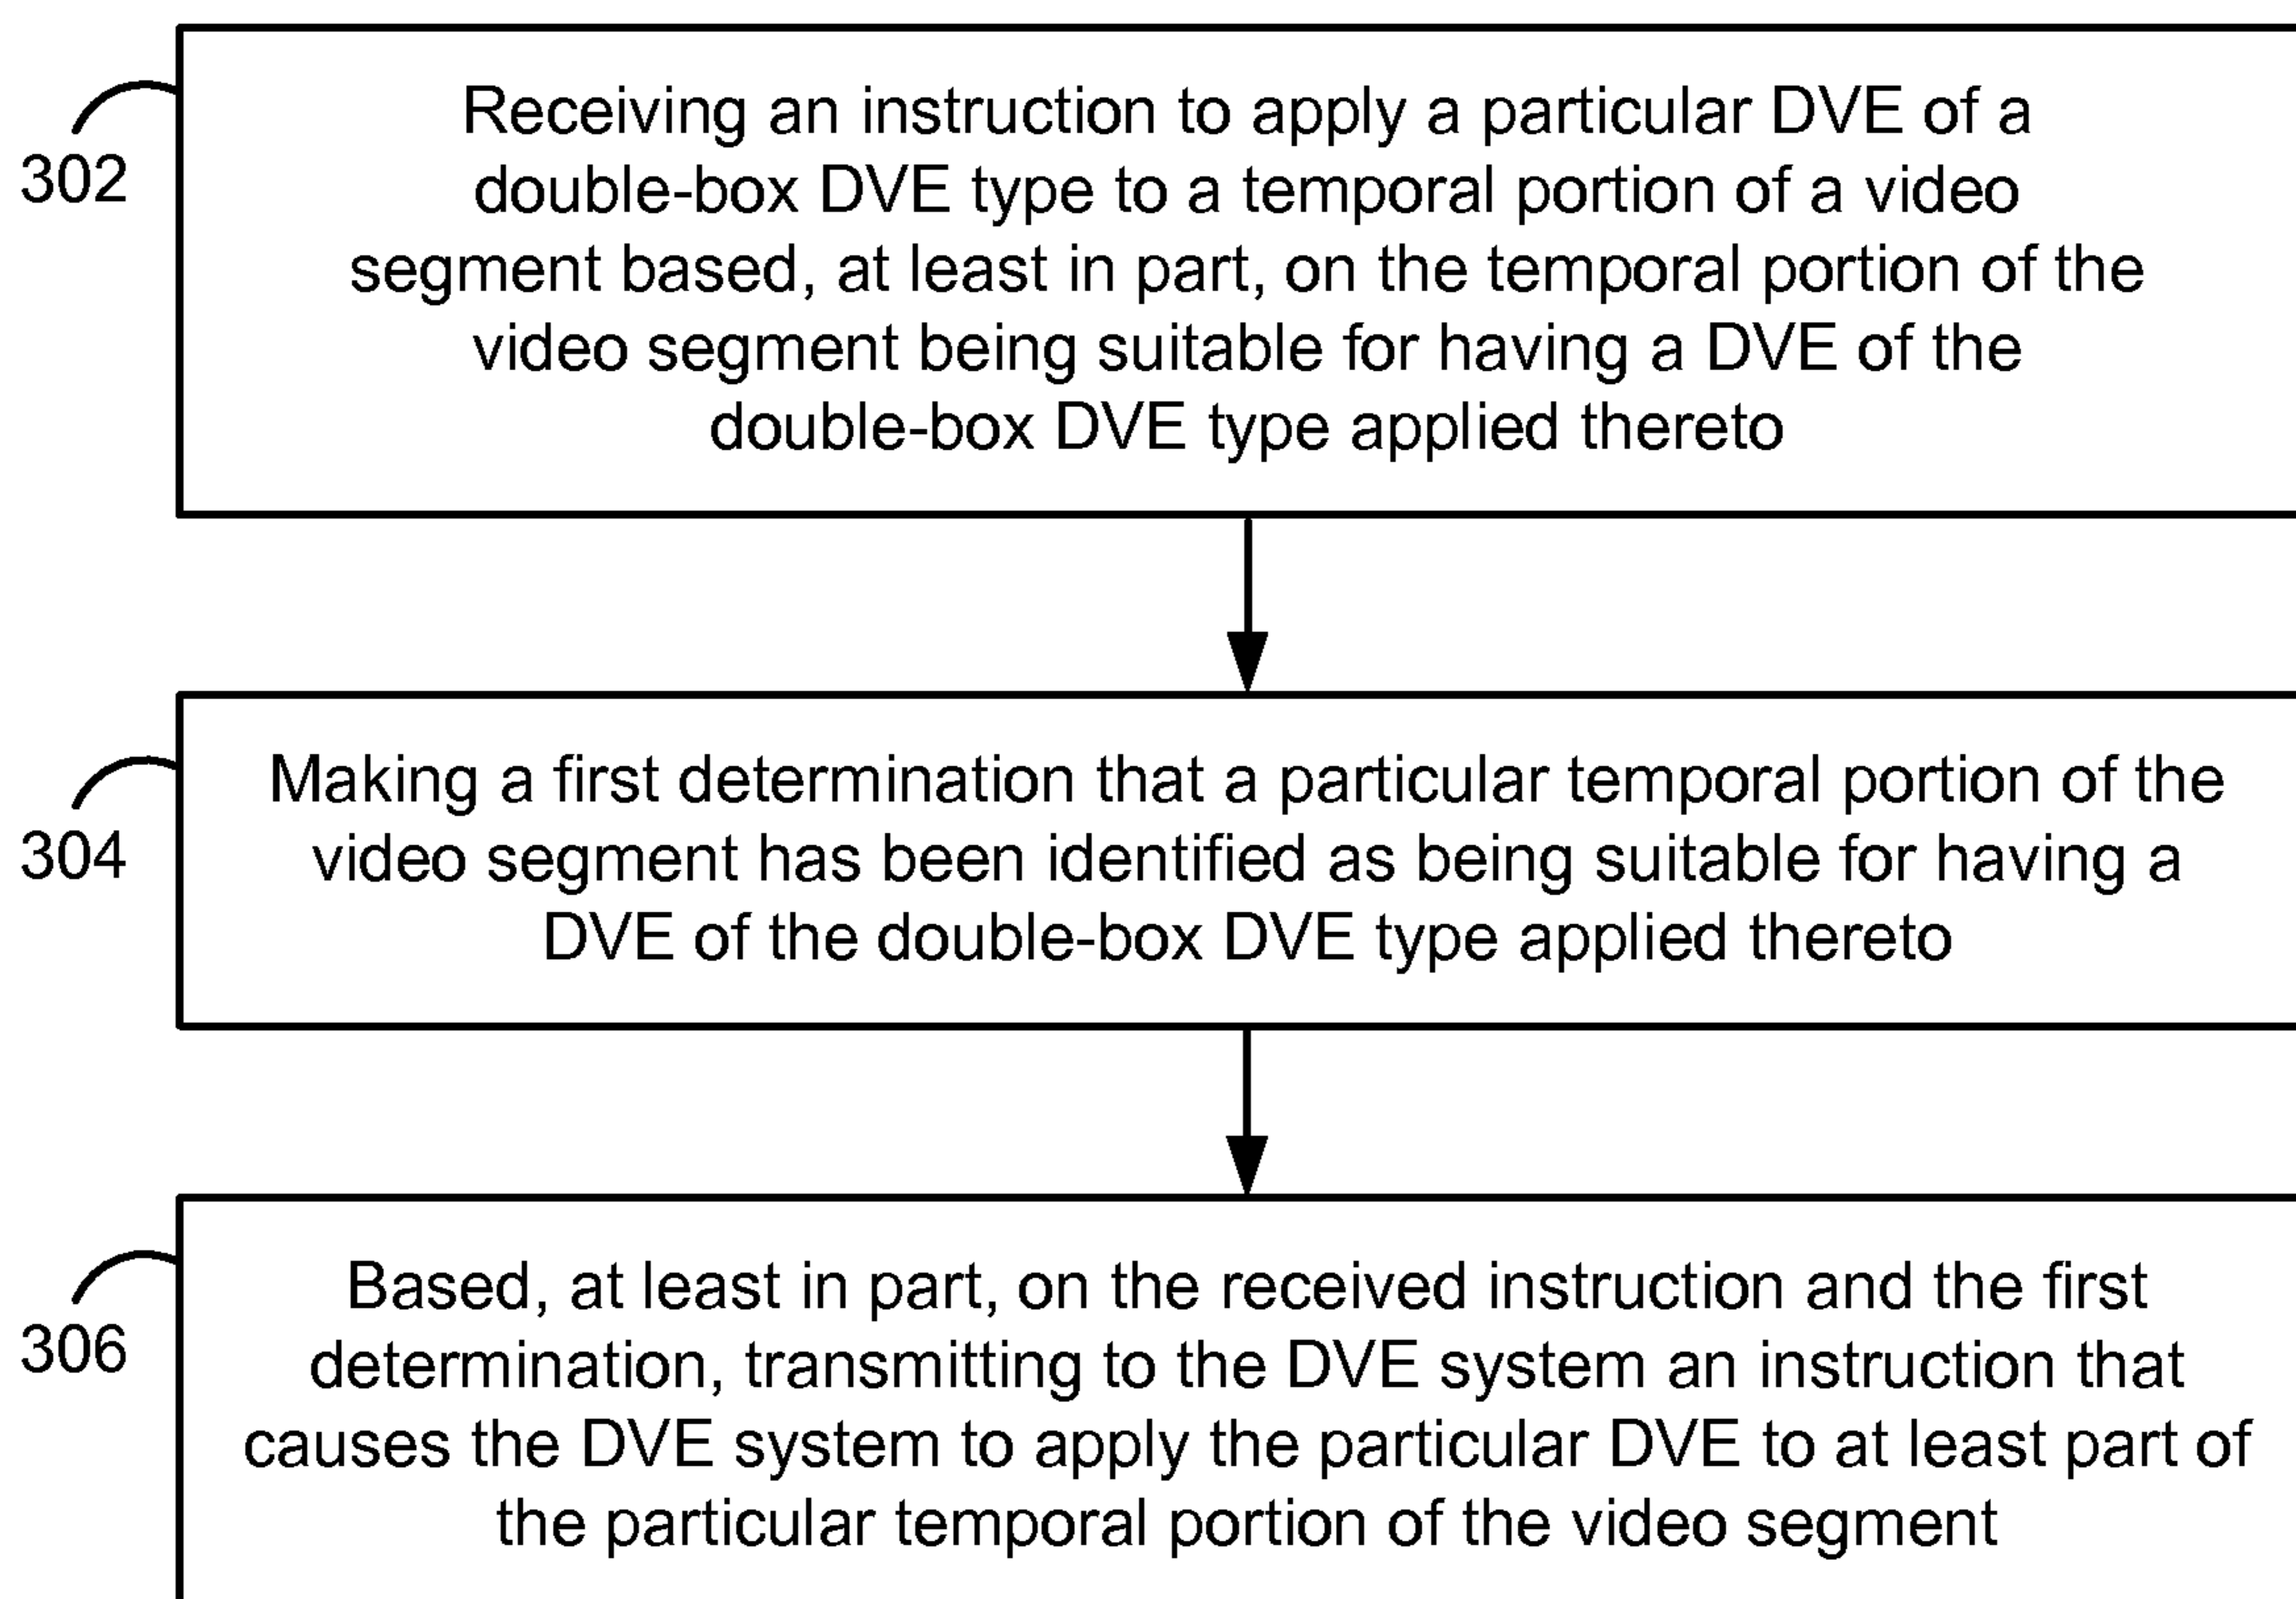 Receiving an instruction to apply a particular DVE of a
double-box DVE type to a temporal portion of a video
segment based, at least in part, on the temporal portion of the
video segment being suitable for having a DVE of the
double-box DVE type applied thereto
302
Making a first determination that a particular temporal portion of the
video segment has been identified as being suitable for having a
DVE of the double-box DVE type applied thereto
304
Based, at least in part, on the received instruction and the first
determination, transmitting to the DVE system an instruction that
causes the DVE system to apply the particular DVE to at least part of
the particular temporal portion of the video segment
306